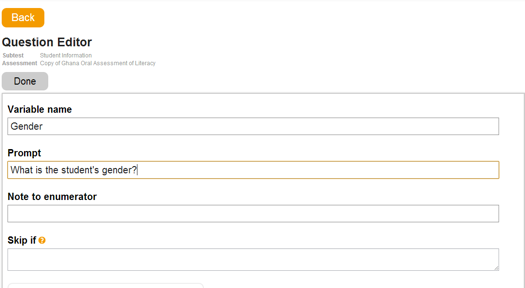 Back
Question Editor
Subtest Student Information
Assessment Copy of Ghana Oral Assessment of Literacy
Done
Variable name
Gender
Prompt
What is the student's gender?
Note to enumerator
Skip if ?